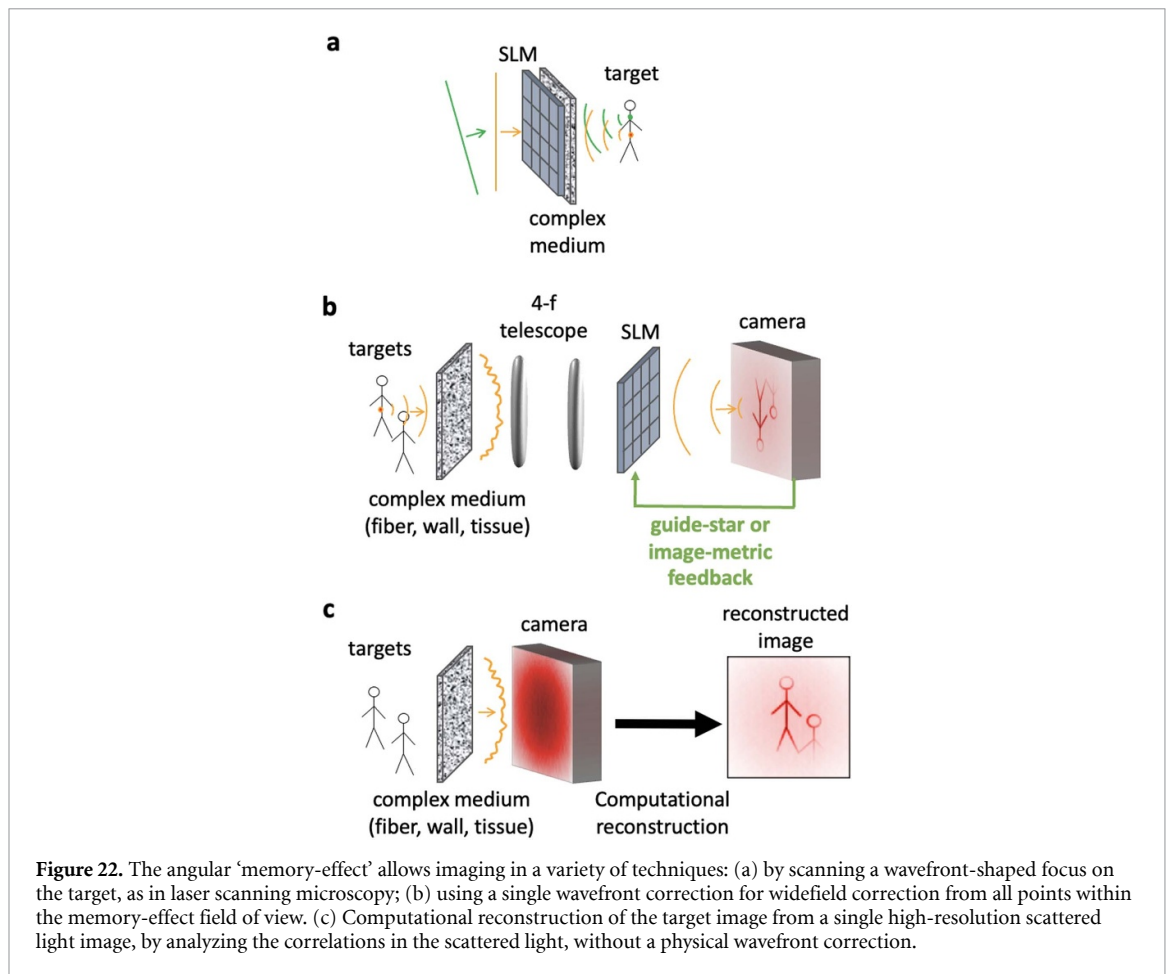 a
SLM
target
complex
medium
b
4-f
telescope
SLM
camera
targets
complex medium
(fiber, wall, tissue)
guide-star or
image-metric
feedback
c
targets
camera
reconstructed
image
complex medium
(fiber, wall, tissue)
Computational
reconstruction
Figure 22. The angular ‘memory-effect’ allows imaging in a variety of techniques: (a) by scanning a wavefront-shaped focus on
the target, as in laser scanning microscopy; (b) using a single wavefront correction for widefield correction from all points within
the memory-effect field of view. (c) Computational reconstruction of the target image from a single high-resolution scattered
light image, by analyzing the correlations in the scattered light, without a physical wavefront correction.